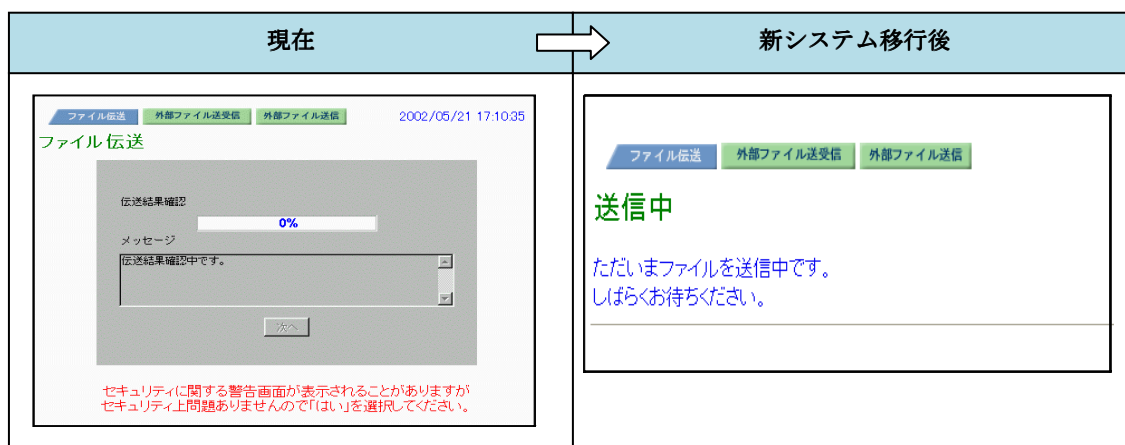 現在
新システム移行後
ファイル伝送 外部ファイル送受信 外部ファイル送信 2002/05/21 17:10:35
ファイル伝送
伝送結果確認
0%
メッセージ
伝送結果確認中です。
次へ
セキュリティに関する警告画面が表示されることがありますが
セキュリティ上問題ありませんので「はい」を選択してください。
ファイル伝送 外部ファイル送受信 外部ファイル送信
送信中
ただいまファイルを送信中です。
しばらくお待ちください。